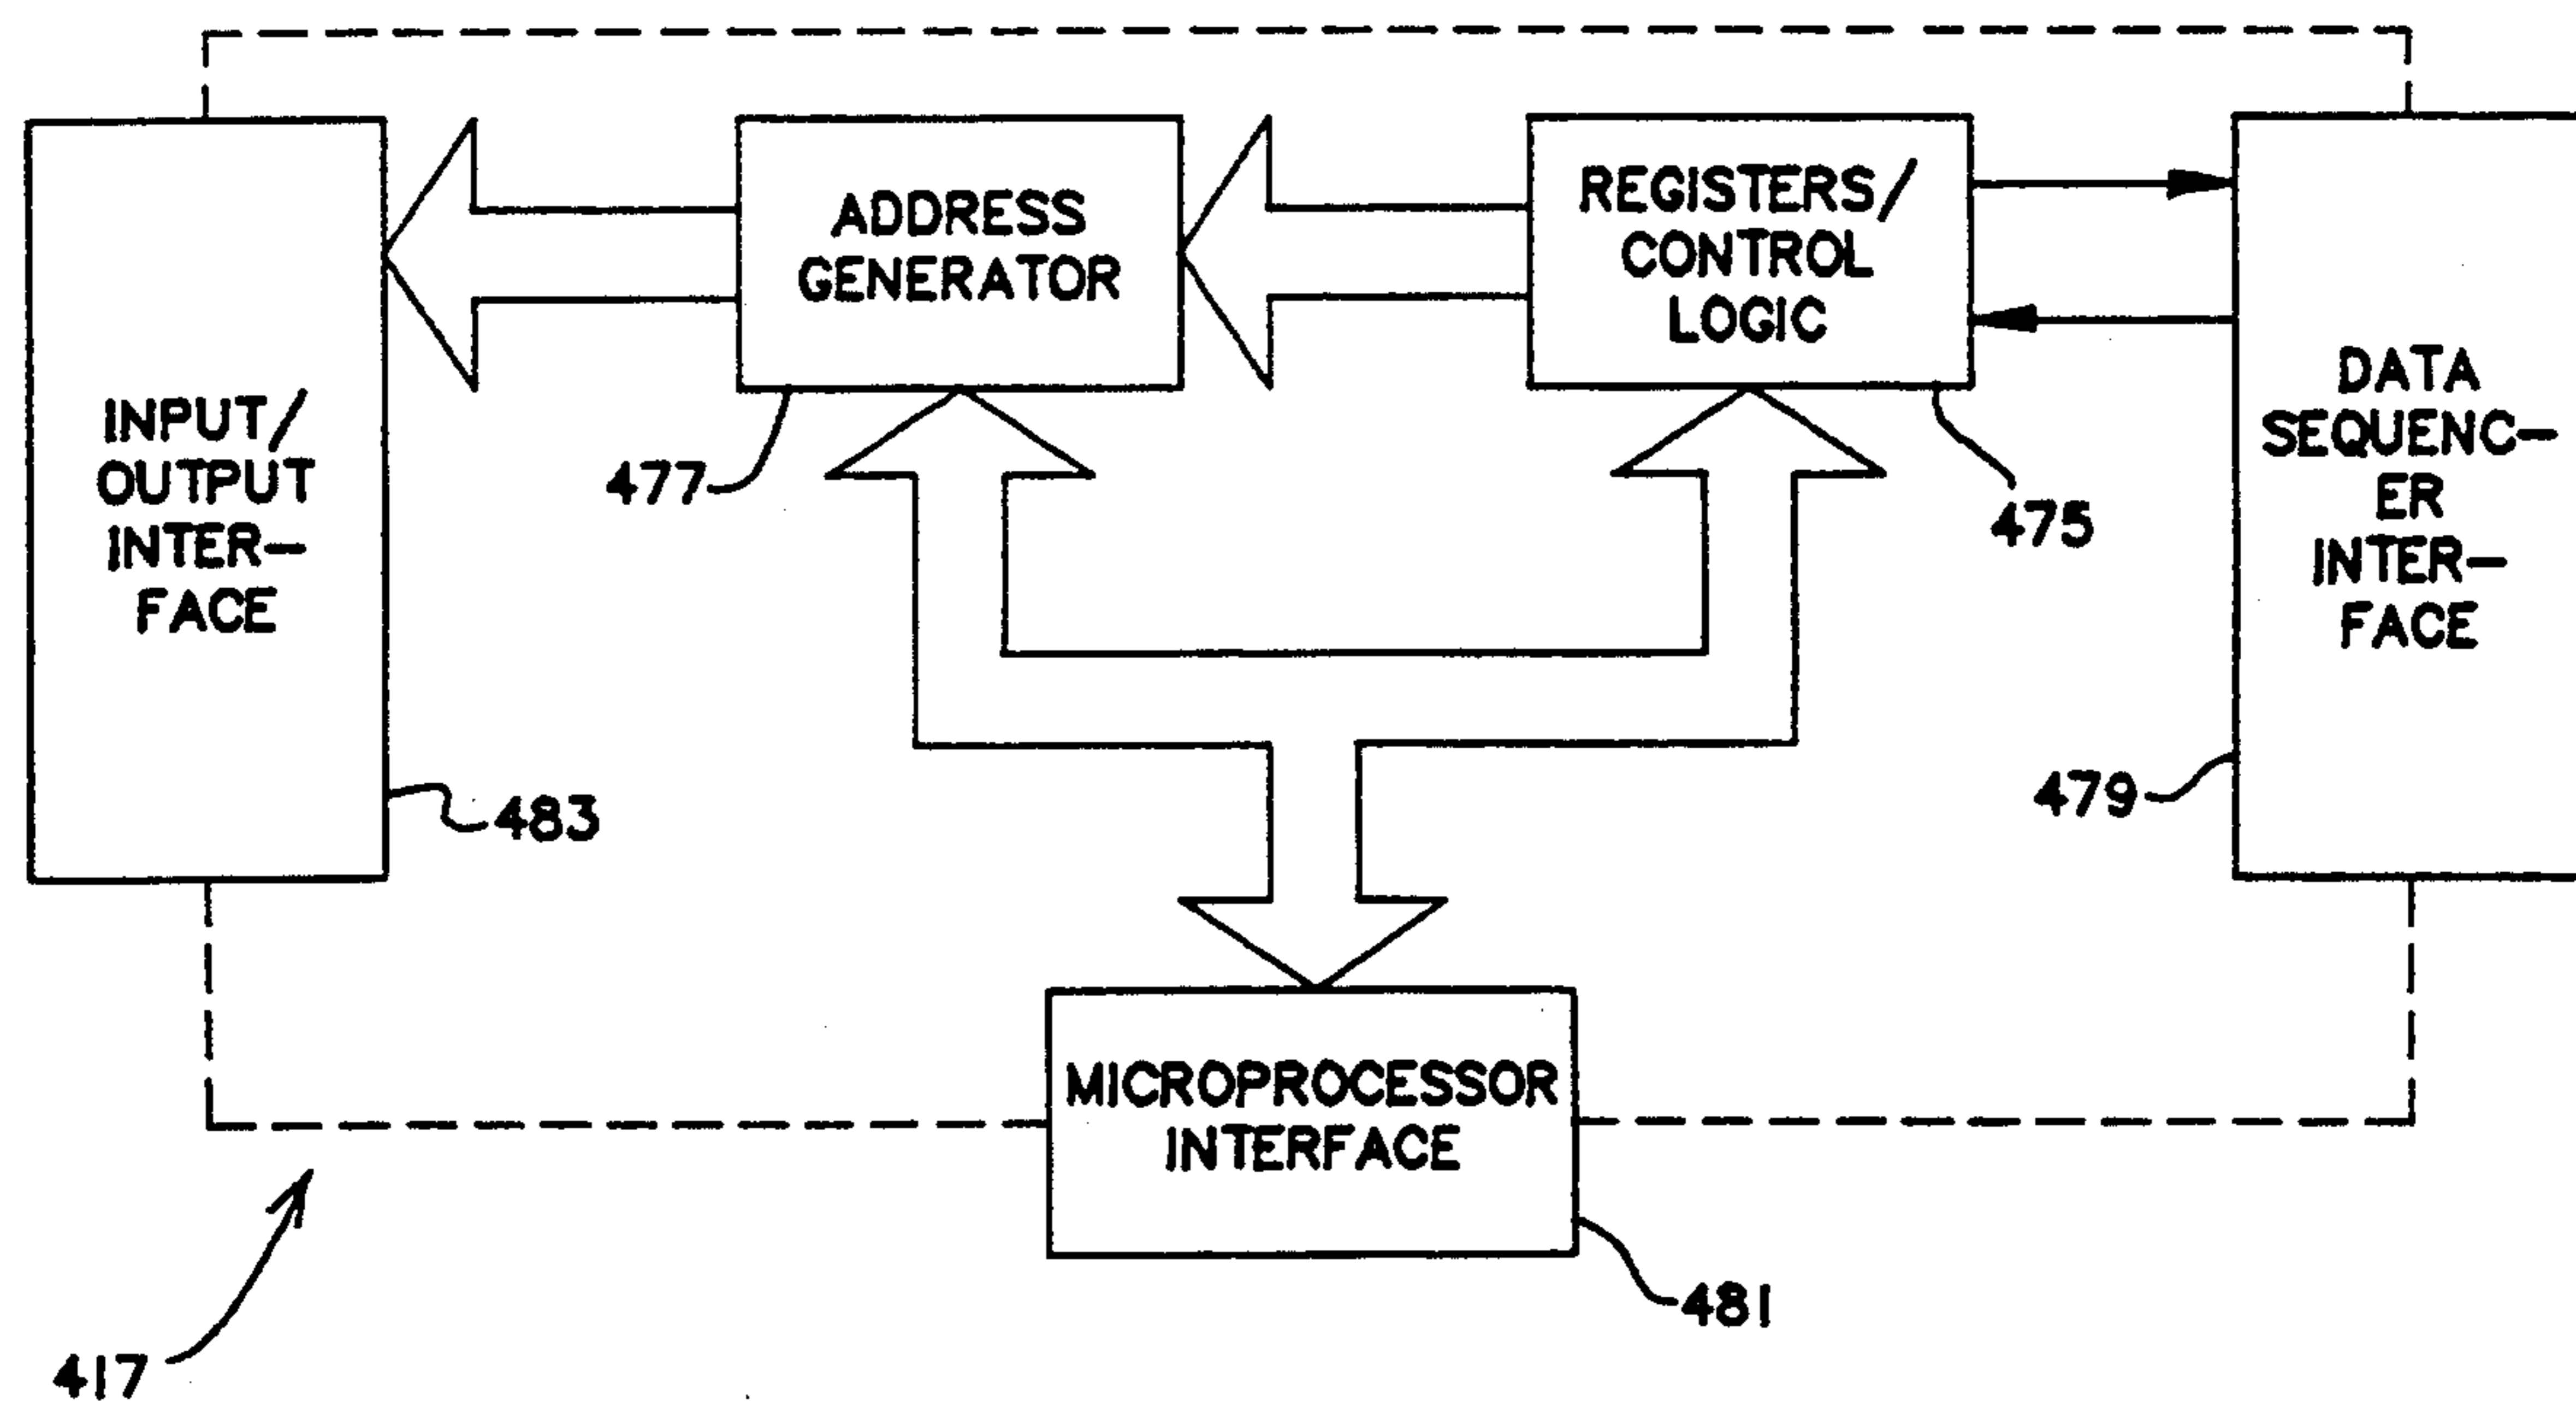 INPUT/
OUTPUT
INTER-
FACE
483
ADDRESS
GENERATOR
477
REGISTERS/
CONTROL
LOGIC
475
DATA
SEQUENC-
ER
INTER-
FACE
479
MICROPROCESSOR
INTERFACE
481
417